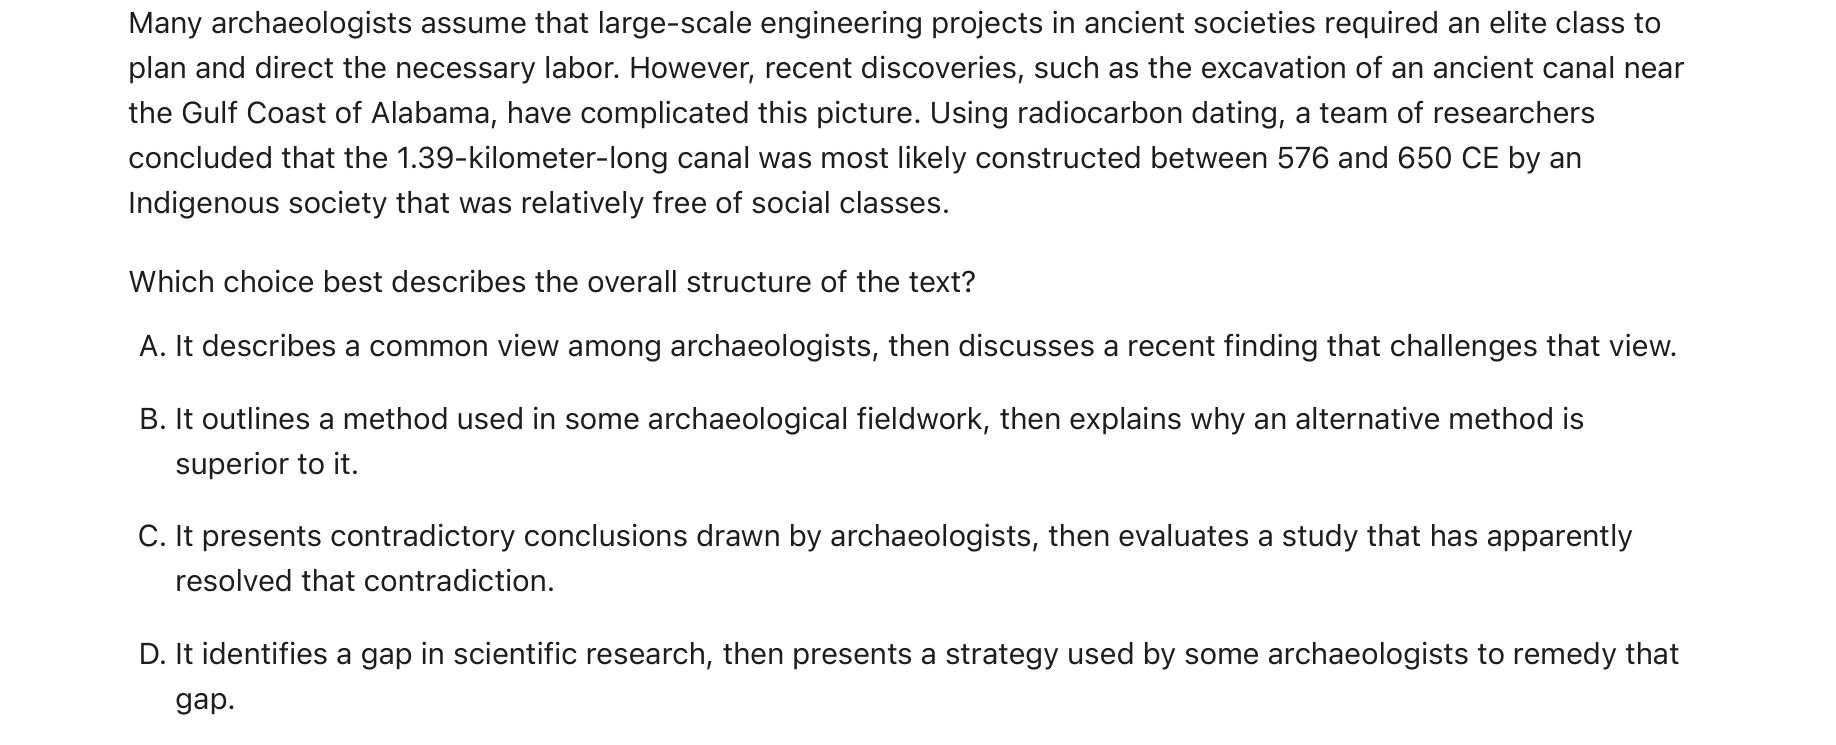 Many archaeologists assume that large-scale engineering projects in ancient societies required an elite class to
plan and direct the necessary labor. However, recent discoveries, such as the excavation of an ancient canal near
the Gulf Coast of Alabama, have complicated this picture. Using radiocarbon dating, a team of researchers
concluded that the 1.39-kilometer-long canal was most likely constructed between 576 and 650 CE by an
Indigenous society that was relatively free of social classes.
Which choice best describes the overall structure of the text?
A. It describes a common view among archaeologists, then discusses a recent finding that challenges that view.
B. It outlines a method used in some archaeological fieldwork, then explains why an alternative method is
superior to it.
C. It presents contradictory conclusions drawn by archaeologists, then evaluates a study that has apparently
resolved that contradiction.
D. It identifies a gap in scientific research, then presents a strategy used by some archaeologists to remedy that
gap.